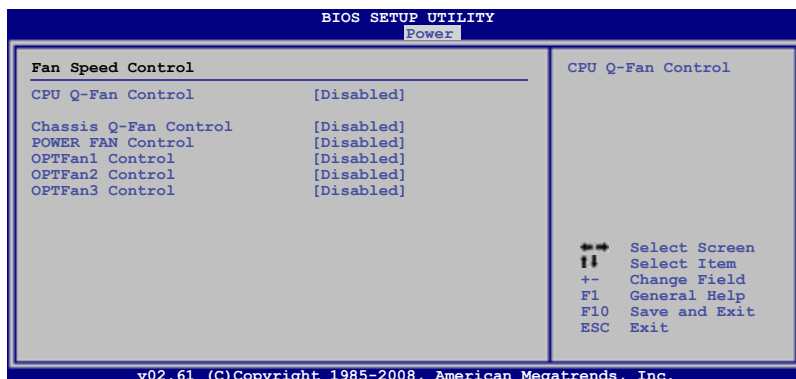 BIOS SETUP UTILITY
Power
Fan Speed Control
CPU Q-Fan Control [Disabled]
Chassis Q-Fan Control [Disabled]
POWER FAN Control [Disabled]
OPTFan1 Control [Disabled]
OPTFan2 Control [Disabled]
OPTFan3 Control [Disabled]
CPU Q-Fan Control
Select Screen
Select Item
+- Change Field
F1 General Help
F10 Save and Exit
ESC Exit
v02.61 (C)Copyright 1985-2008, American Megatrends, Inc.